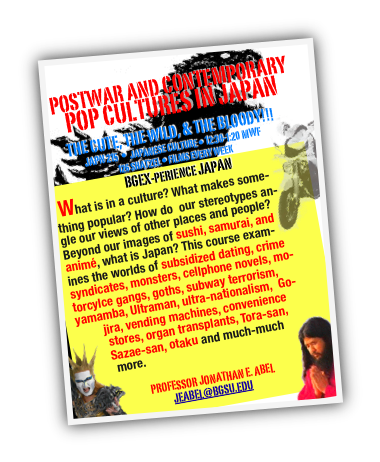 POSTWAR AND CONTEMPORARY
POP CULTURES IN JAPAN
THE CUTE, THE WILD, & THE BLOODY!!!
JAPANESE CULTURE • 12:30-1:20 MWF
SHATZEL • FILMS EVERY WEEK
BGEX-PERIENCE JAPAN
What is in a culture? What makes some-
thing popular? How do our stereotypes an-
gle our views of other places and people?
Beyond our images of sushi, samurai, and
animé, what is Japan? This course exam-
ines the worlds of subsidized dating, crime
syndicates, monsters, cellphone novels, mo-
torcylce gangs, goths, subway terrorism,
yamamba, Ultraman, ultra-nationalism, Go-
jira, vending machines, convenience
stores, organ transplants, Tora-san,
Sazae-san, otaku and much-much
more.
PROFESSOR JONATHAN E. ABEL
JEABEL@BGSU.EDU